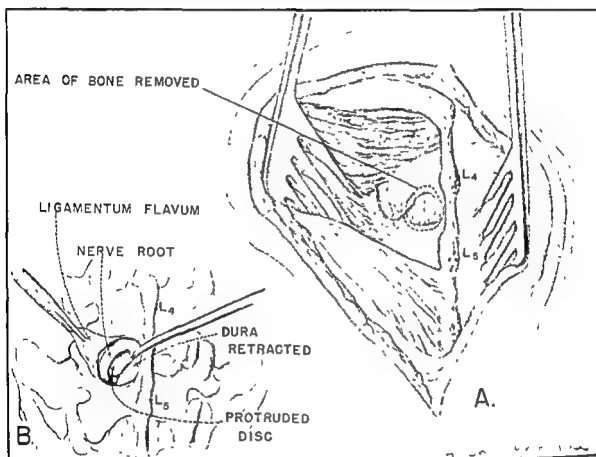 AREA OF BONE REMOVED
L4
L5
A.
LIGAMENTUM FLAVUM
NERVE ROOT
L4
DURA
RETRACTED
L5
PROTRUDED
DISC
B.